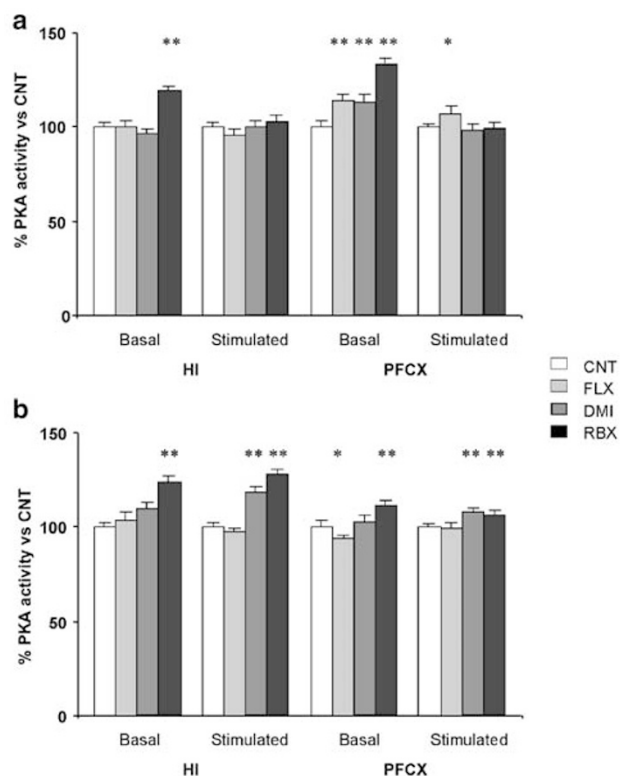 a
150
**
** ** **
*
100
50
0
% PKA activity vs CNT
Basal Stimulated Basal Stimulated
HI PFCX
CNT
FLX
DMI
RBX
b
150
**
** **
* **
** **
100
50
0
% PKA activity vs CNT
Basal Stimulated Basal Stimulated
HI PFCX